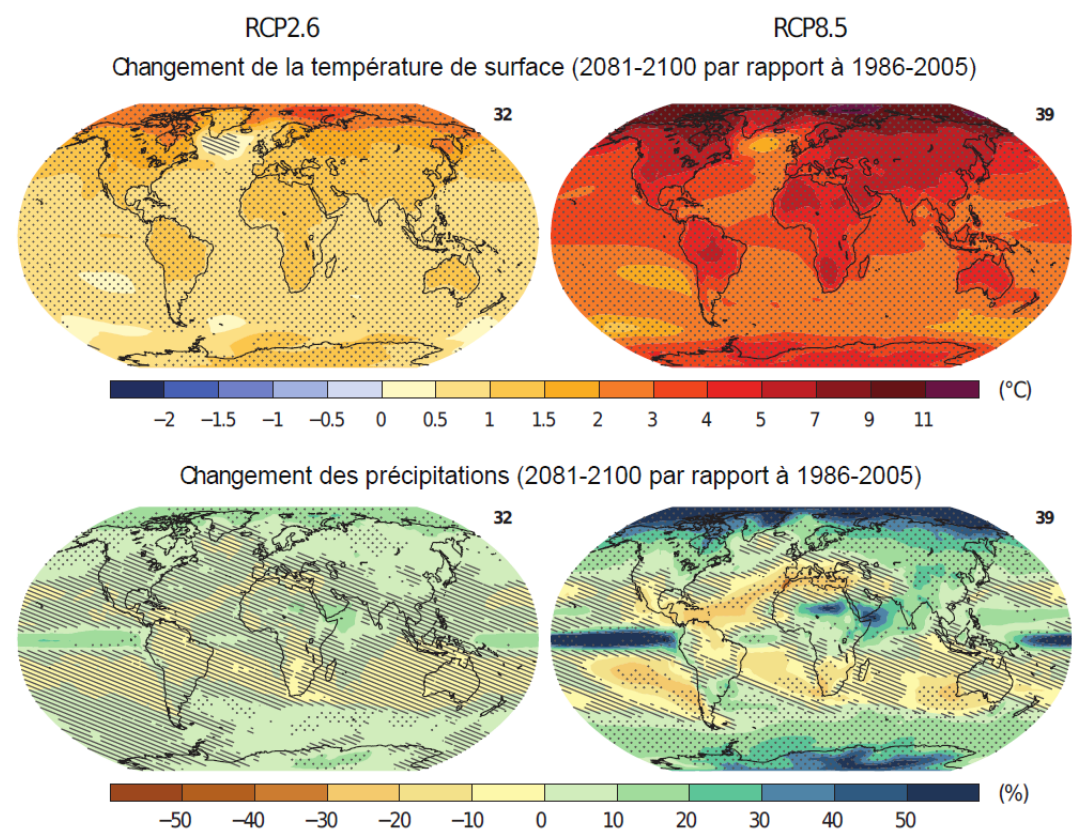 RCP2.6 RCP8.5
Changement de la température de surface (2081-2100 par rapport à 1986-2005)
32 39
−2 −1.5 −1 −0.5 0 0.5 1 1.5 2 3 4 5 7 9 11 (°C)
Changement des précipitations (2081-2100 par rapport à 1986-2005)
32 39
−50 −40 −30 −20 −10 0 10 20 30 40 50 (%)